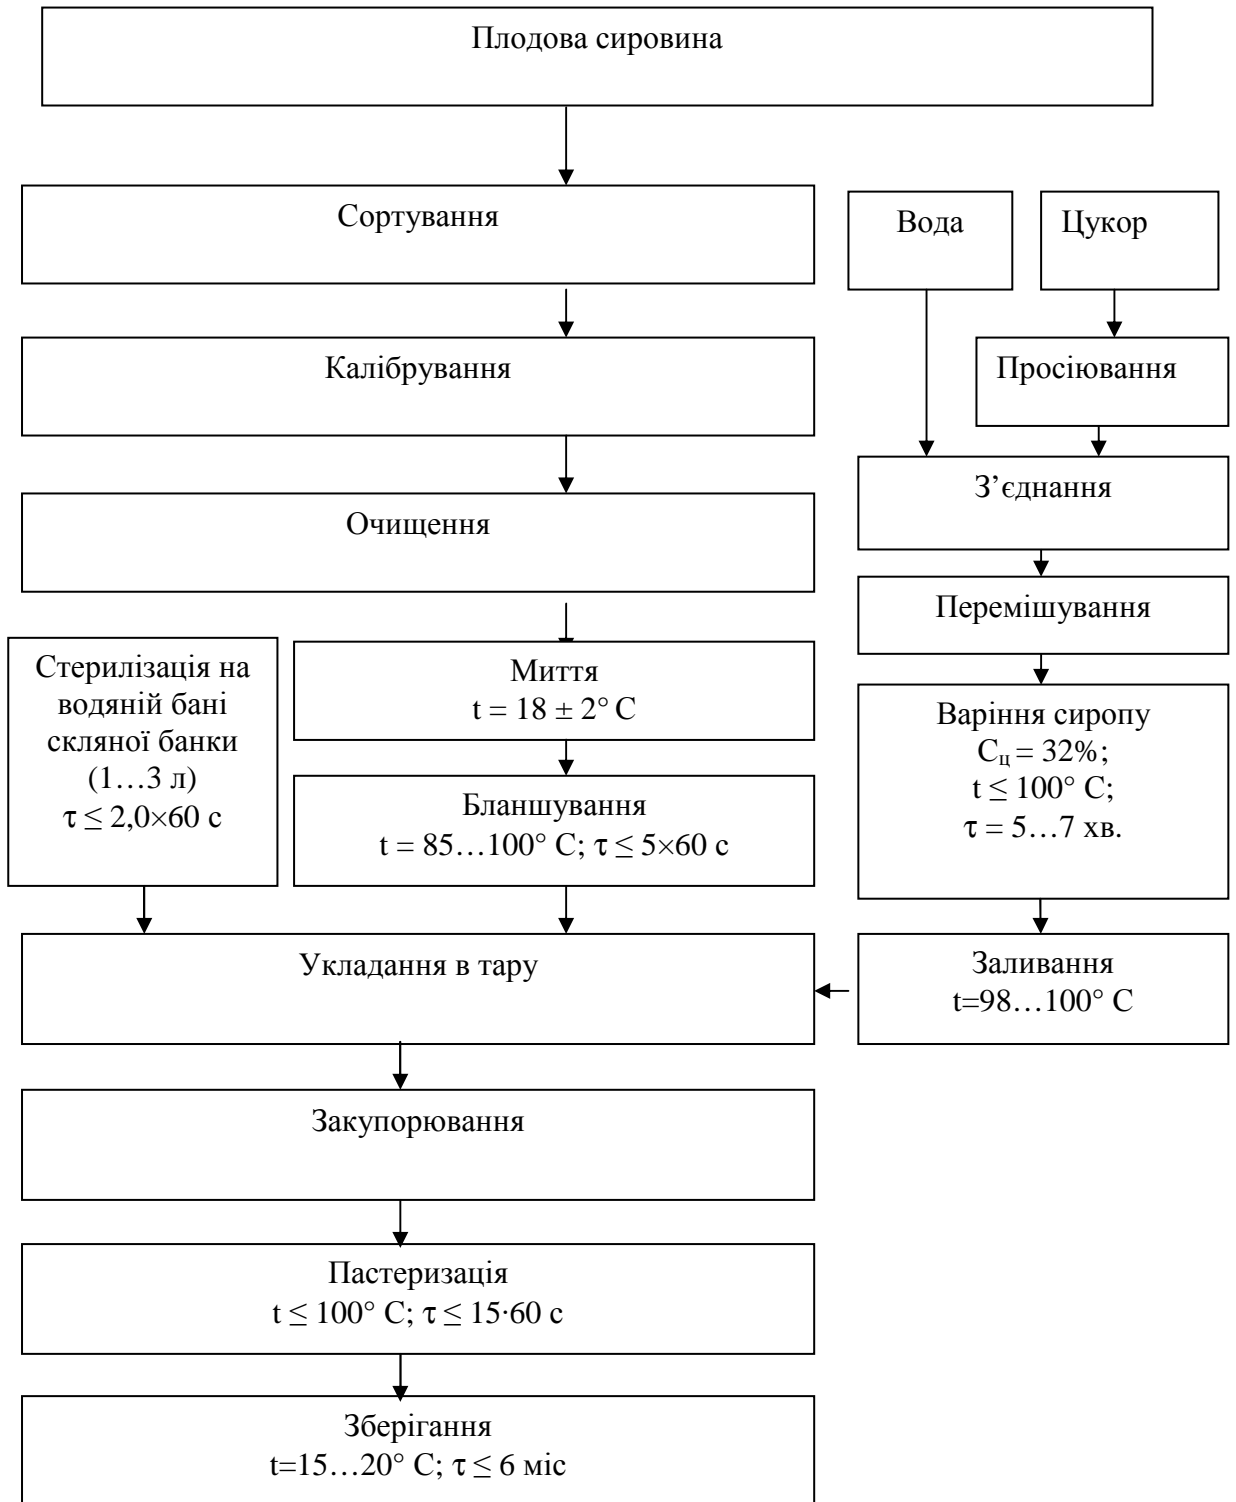 Плодова сировина
Сортування
Вода
Цукор
Калібрування
Просіювання
Очищення
З’єднання
Перемішування
Стерилізація на
водяній бані
скляної банки
(1…3 л)
τ ≤ 2,0×60 с
Миття
t = 18 ± 2° С
Бланшування
t = 85…100° С; τ ≤ 5×60 с
Варіння сиропу
Сц = 32%;
t ≤ 100° С;
τ = 5…7 хв.
Укладання в тару
Заливання
t=98…100° С
Закупорювання
Пастеризація
t ≤ 100° С; τ ≤ 15·60 с
Зберігання
t=15…20° С; τ ≤ 6 міс